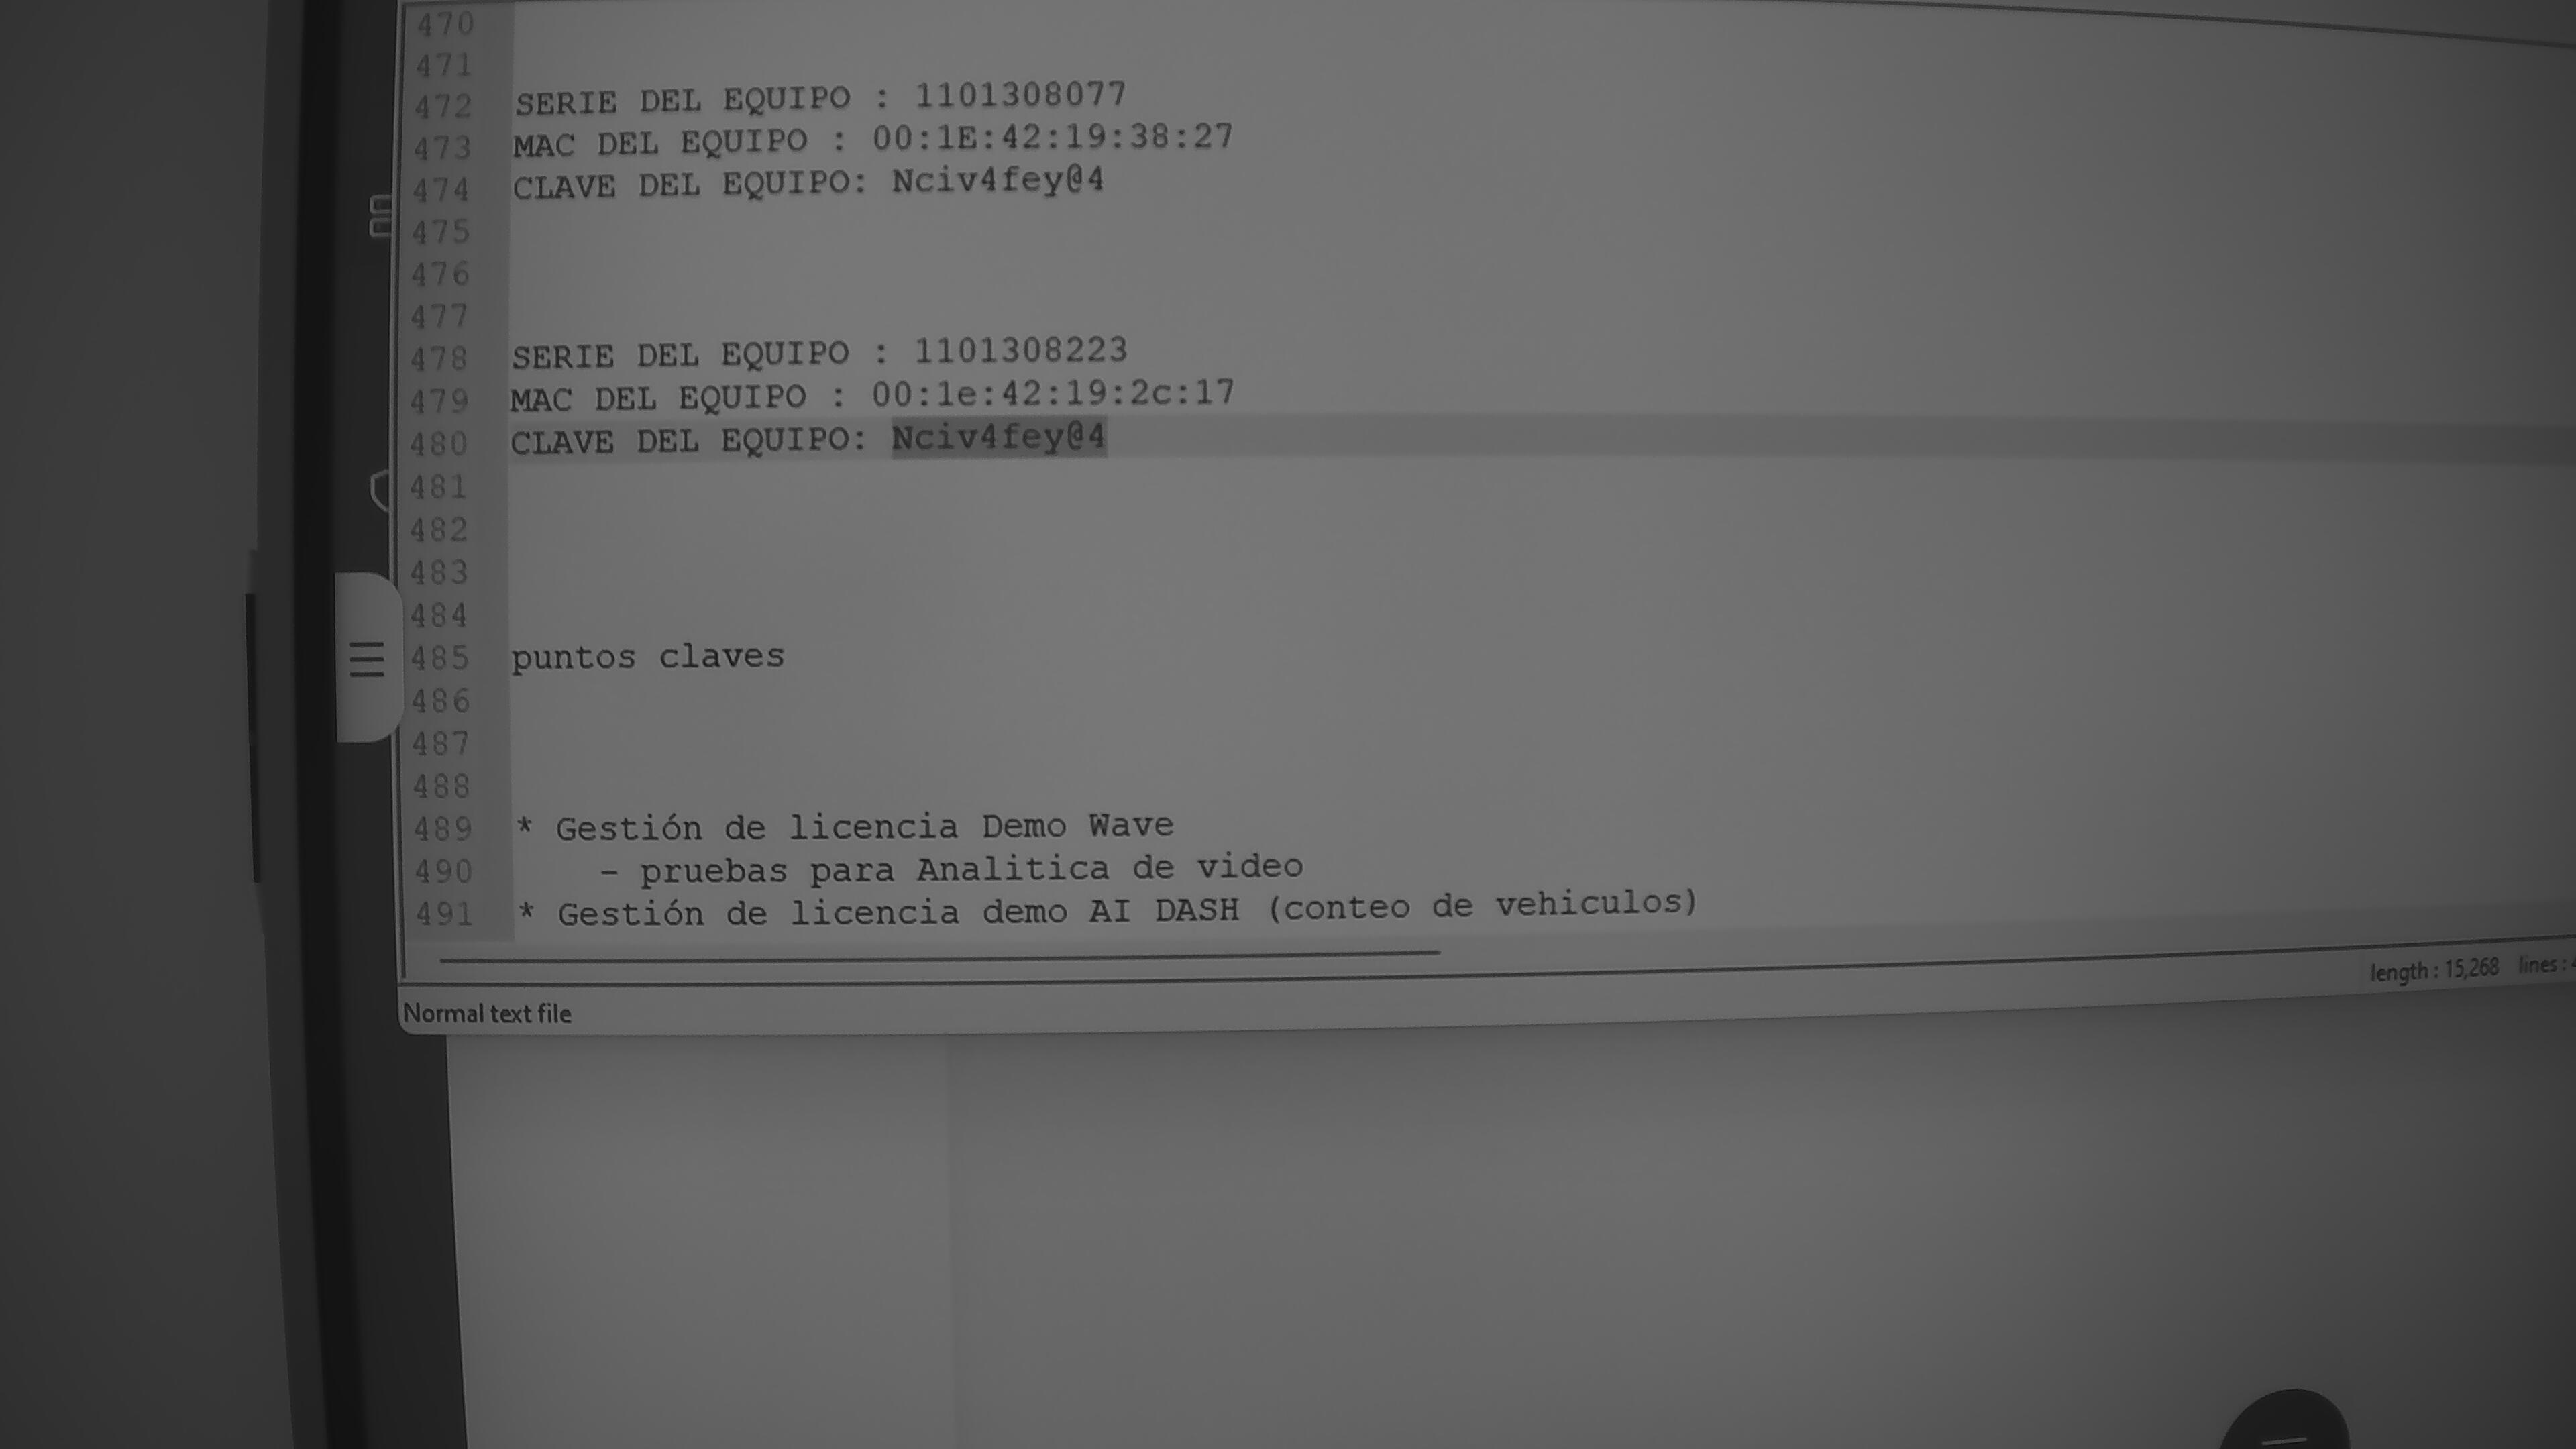 470
471
472 SERIE DEL EQUIPO : 1101308077
473 MAC DEL EQUIPO : 00:1E:42:19:38:27
474 CLAVE DEL EQUIPO: Nciv4fey@4
475
476
477
478 SERIE DEL EQUIPO : 1101308223
479 MAC DEL EQUIPO : 00:1e:42:19:2c:17
480 CLAVE DEL EQUIPO: Nciv4fey@4
481
482
483
484
485 puntos claves
486
487
488
489 * Gestión de licencia Demo Wave
490 - pruebas para Analitica de video
491 * Gestión de licencia demo AI DASH (conteo de vehiculos)
length : 15,268 lines :
Normal text file